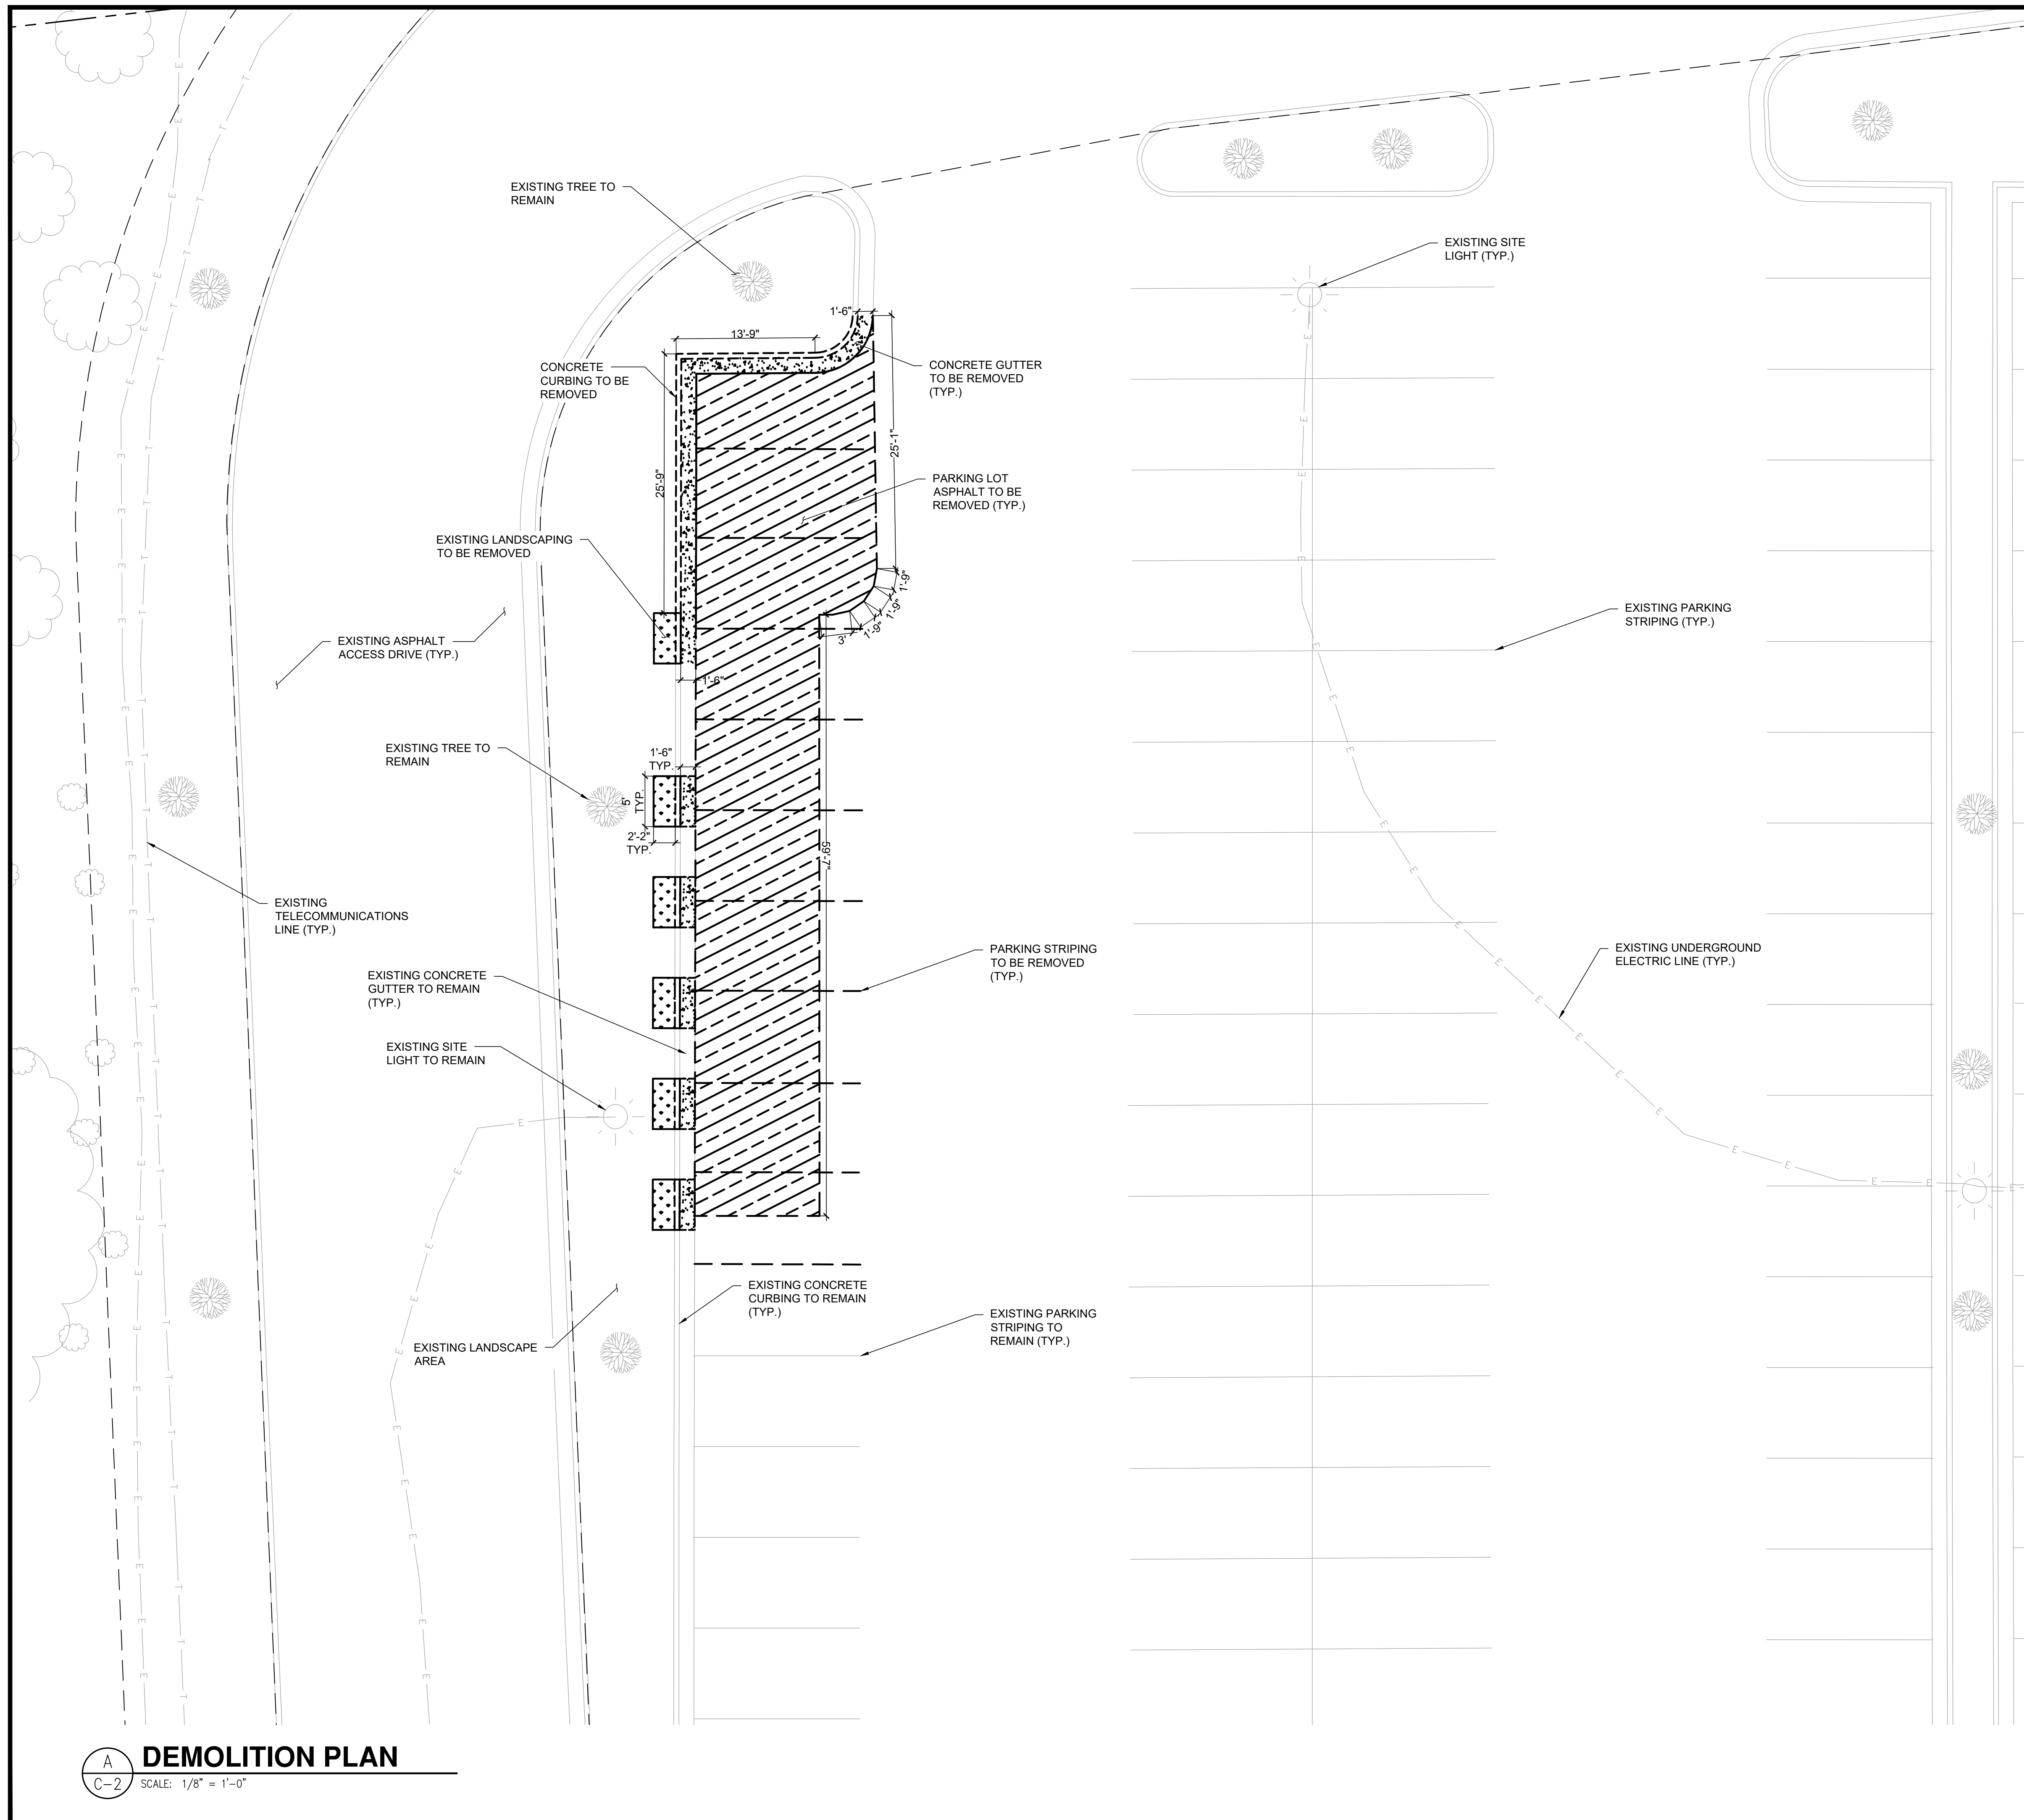 EXISTING TREE TO
REMAIN
EXISTING SITE
LIGHT (TYP.)
1'-6"
13'-9"
CONCRETE
CURBING TO BE
REMOVED
CONCRETE GUTTER
TO BE REMOVED
(TYP.)
25'-1"
25'-9"
PARKING LOT
ASPHALT TO BE
REMOVED (TYP.)
EXISTING LANDSCAPING
TO BE REMOVED
1'-9"
1'-9"
1'-9"
3'
EXISTING PARKING
STRIPING (TYP.)
EXISTING ASPHALT
ACCESS DRIVE (TYP.)
1'-6"
EXISTING TREE TO
REMAIN
1'-6"
TYP.
5'
TYP.
2'-2"
TYP.
59'-7"
EXISTING
TELECOMMUNICATIONS
LINE (TYP.)
PARKING STRIPING
TO BE REMOVED
(TYP.)
EXISTING UNDERGROUND
ELECTRIC LINE (TYP.)
EXISTING CONCRETE
GUTTER TO REMAIN
(TYP.)
EXISTING SITE
LIGHT TO REMAIN
EXISTING CONCRETE
CURBING TO REMAIN
(TYP.)
EXISTING PARKING
STRIPING TO
REMAIN (TYP.)
EXISTING LANDSCAPE
AREA
A
C-2
DEMOLITION PLAN
SCALE: 1/8" = 1'-0"